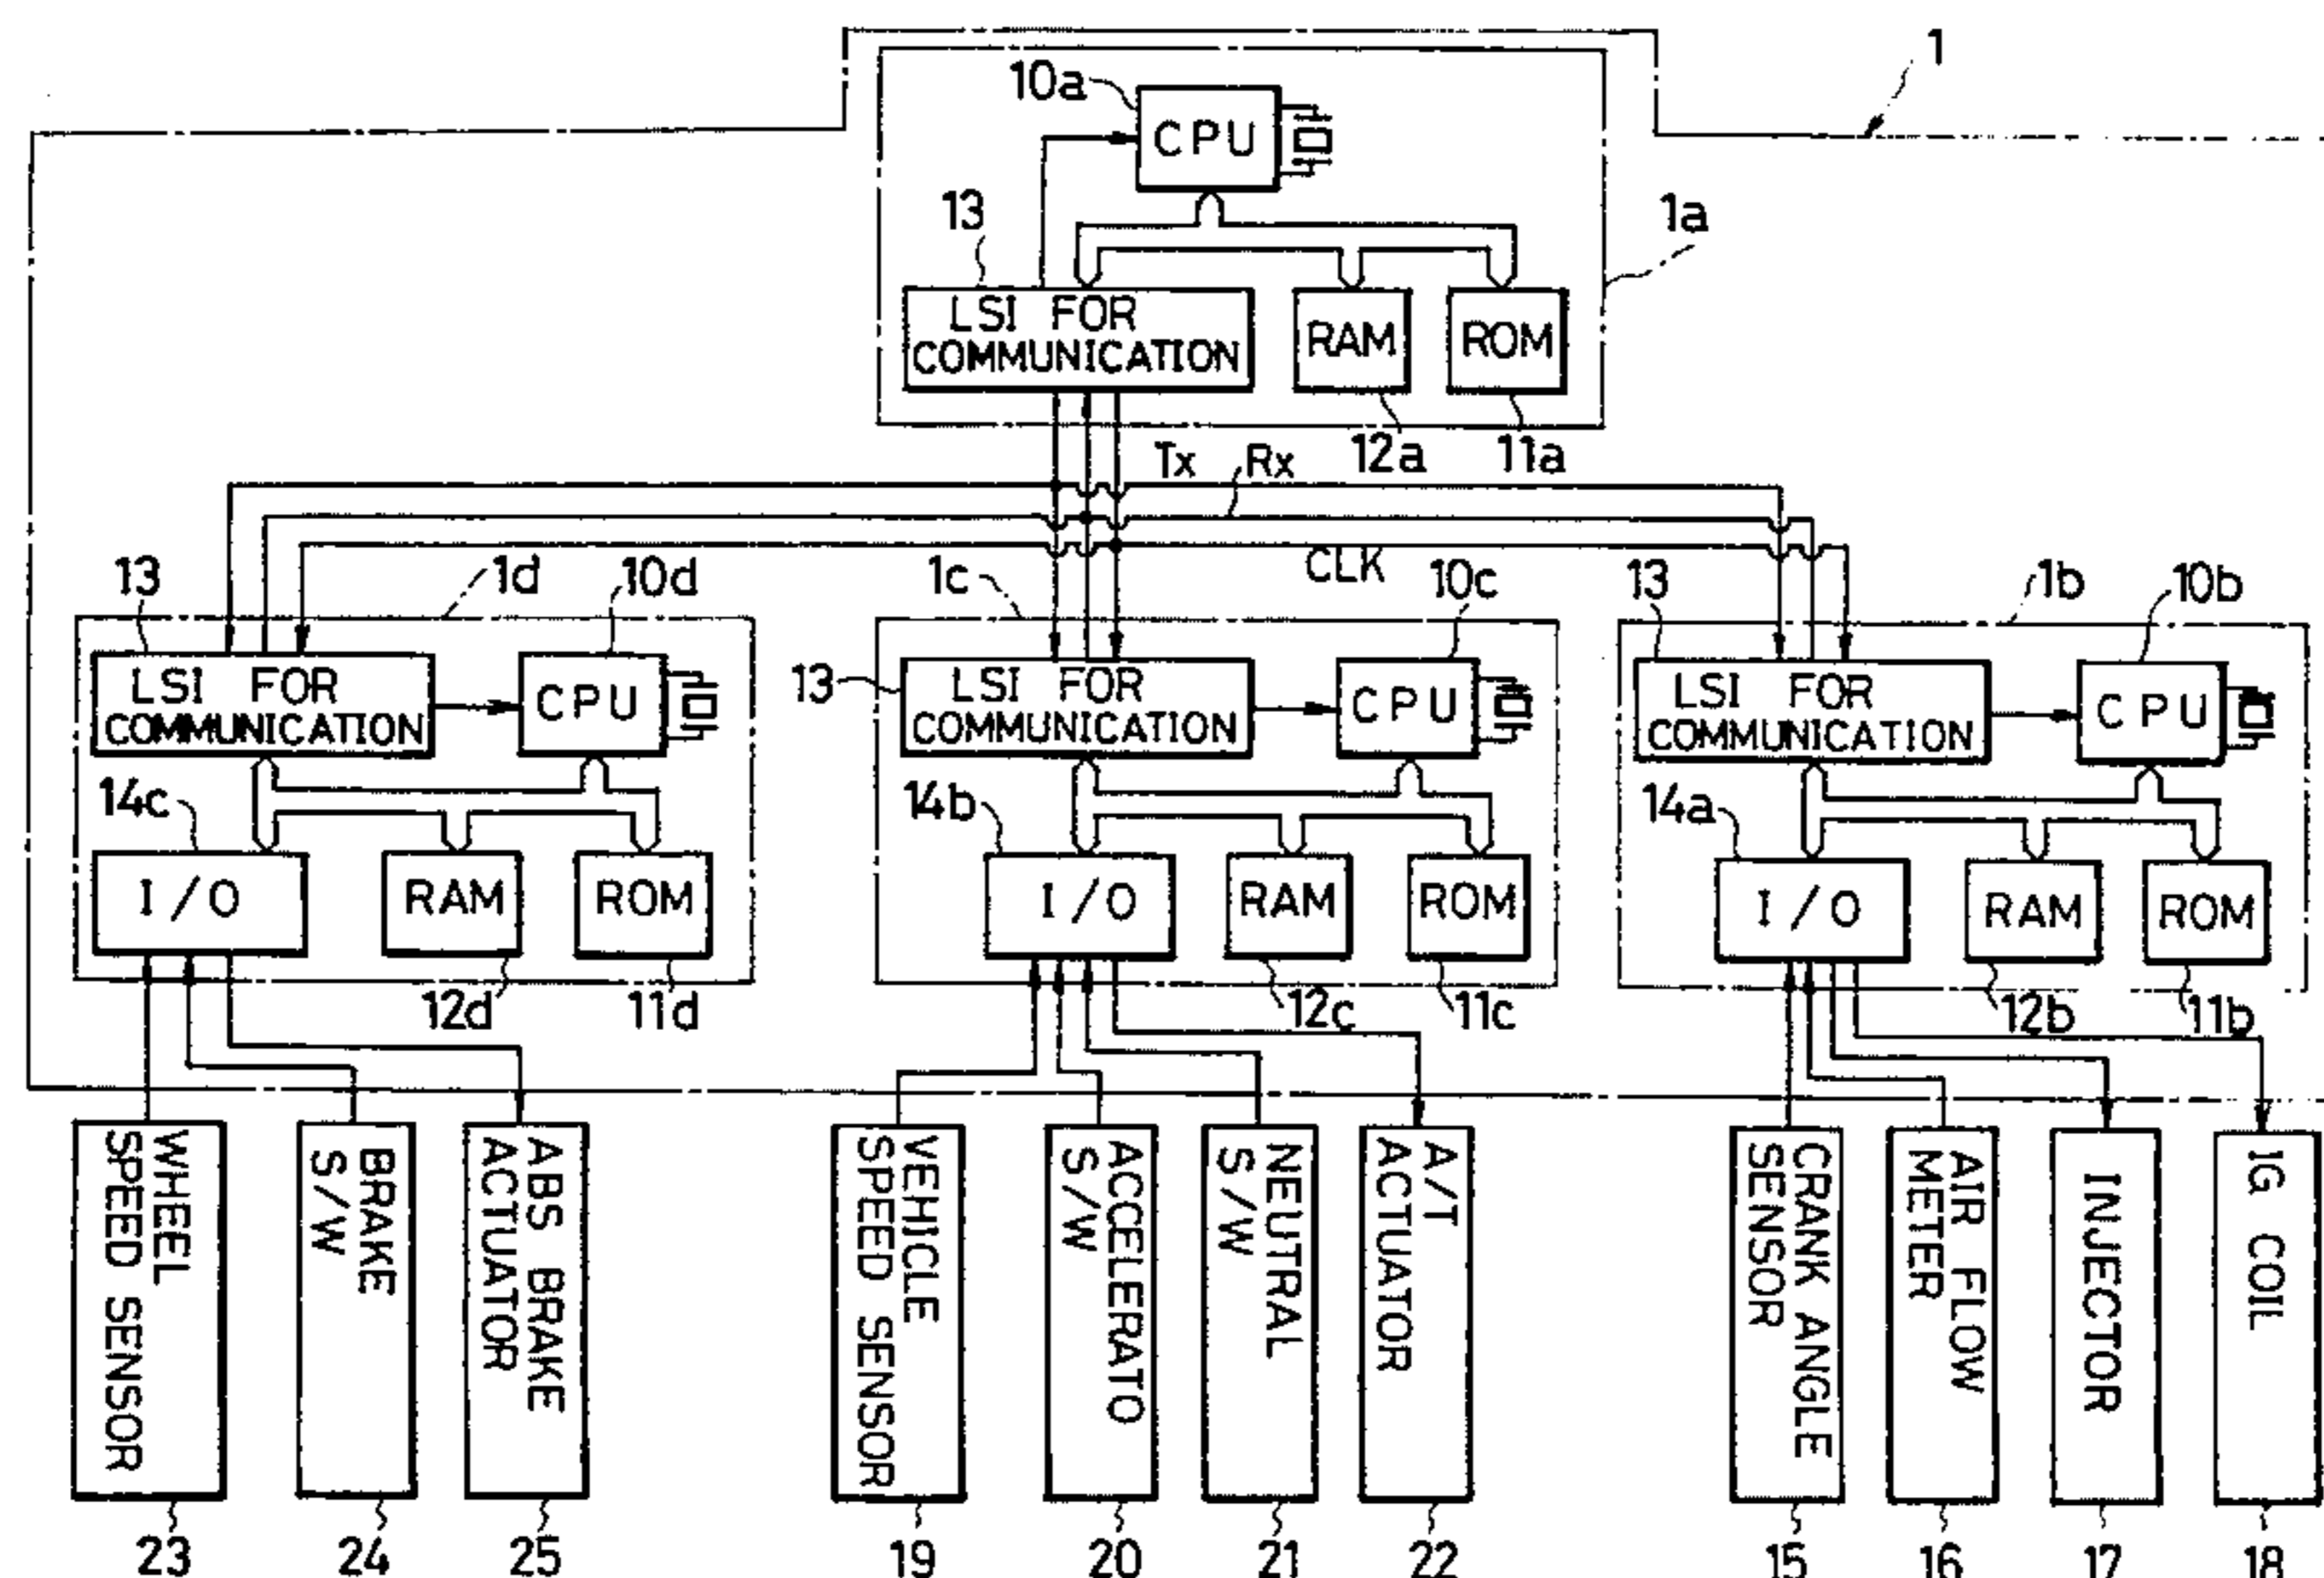 1
10a
CPU
13
1a
LSI FOR
COMMUNICATION
RAM
ROM
12a
11a
Tx
Rx
CLK
13
1d
10d
1c
10c
13
1b
10b
LSI FOR
COMMUNICATION
CPU
13
LSI FOR
COMMUNICATION
CPU
LSI FOR
COMMUNICATION
CPU
14c
14b
14a
I/O
RAM
ROM
I/O
RAM
ROM
I/O
RAM
ROM
12d
11d
12c
11c
12b
11b
WHEEL
SPEED SENSOR
BRAKE
S/W
ABS BRAKE
ACTUATOR
VEHICLE
SPEED SENSOR
ACCELERATO
S/W
NEUTRAL
S/W
A/T
ACTUATOR
CRANK ANGLE
SENSOR
AIR FLOW
METER
INJECTOR
IG COIL
23
24
25
19
20
21
22
15
16
17
18